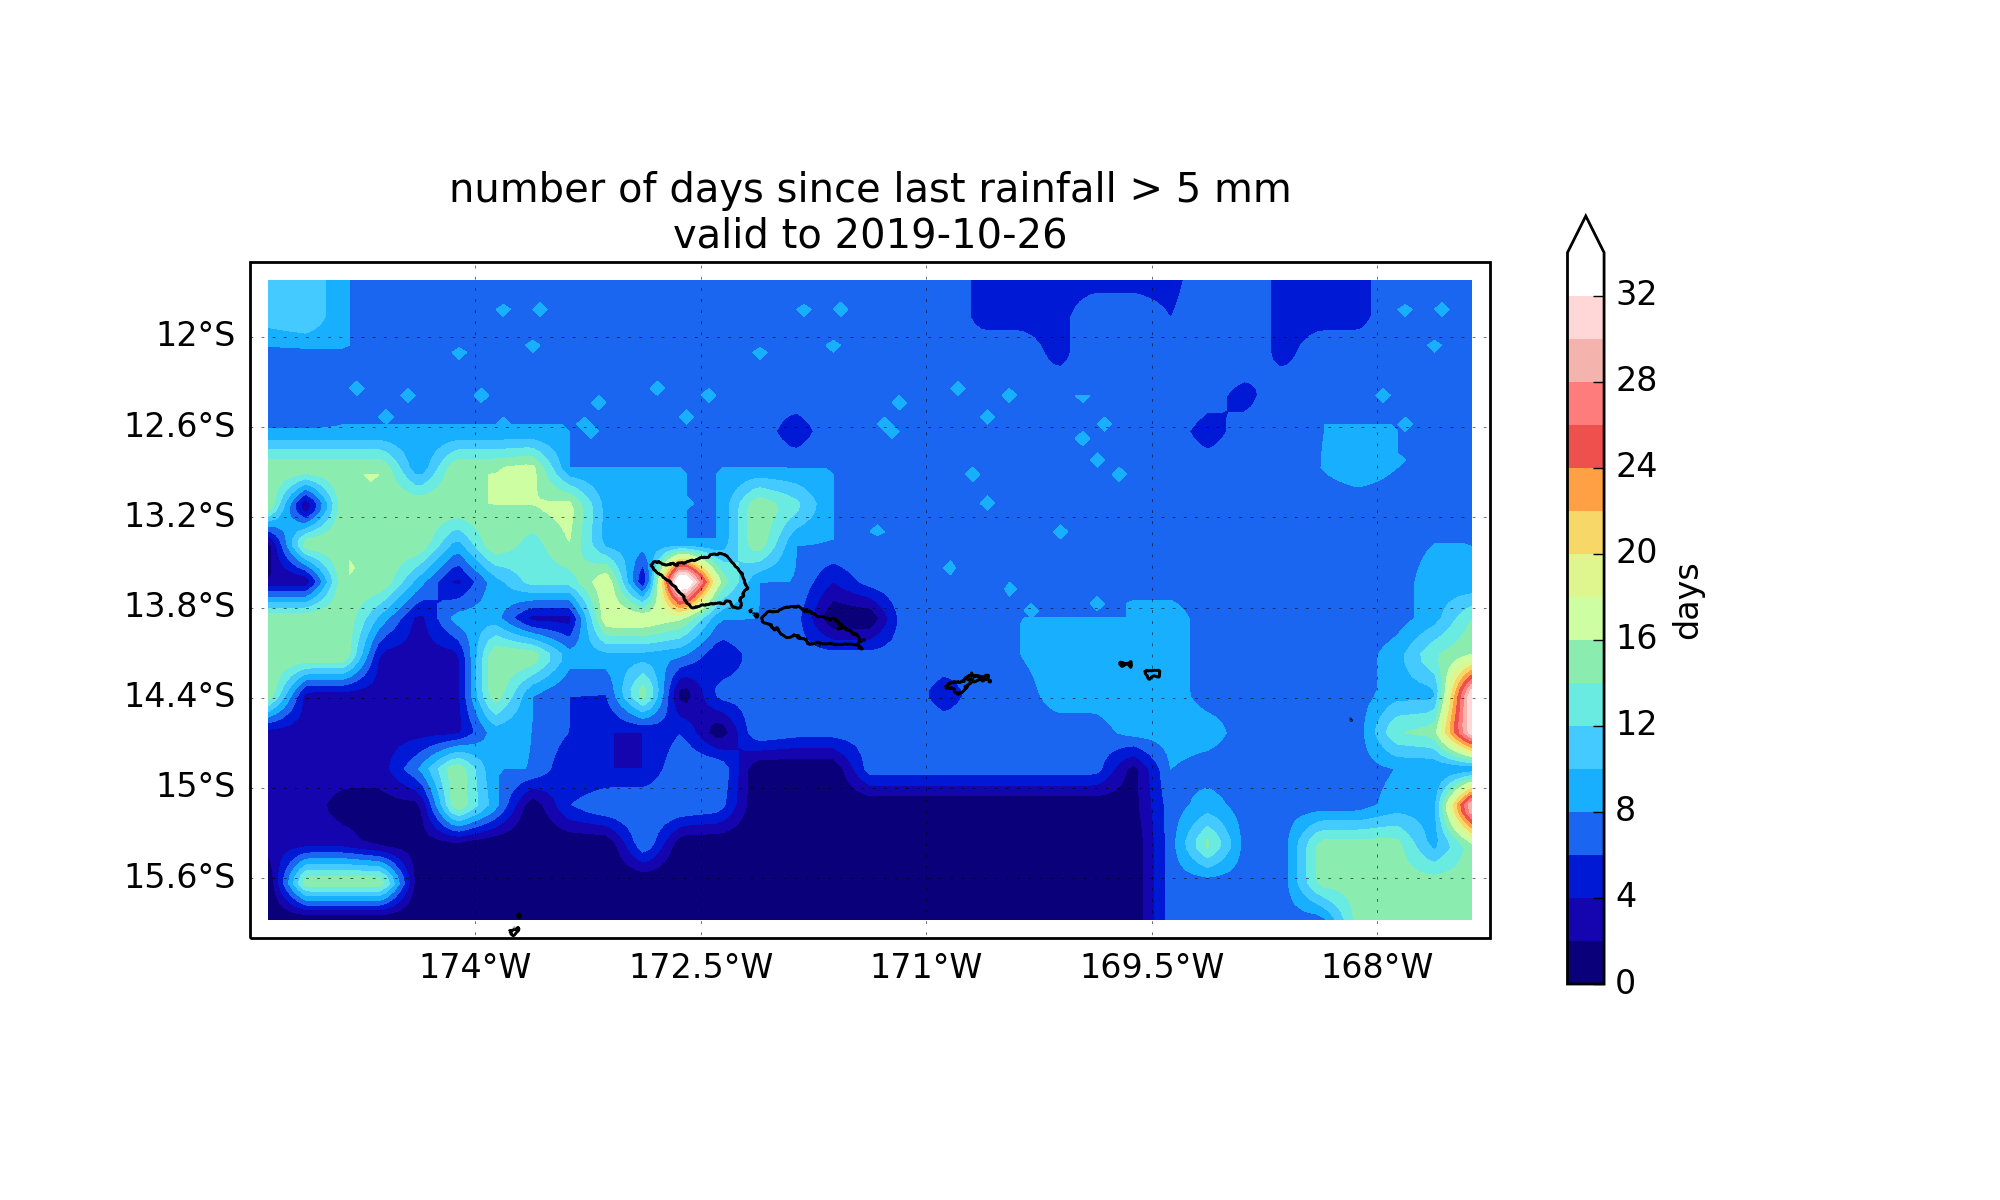 number of days since last rainfall > 5 mm
valid to 2019-10-26
12°S
12.6°S
13.2°S
13.8°S
14.4°S
15°S
15.6°S
174°W
172.5°W
171°W
169.5°W
168°W
32
28
24
20
16
12
8
4
0
days